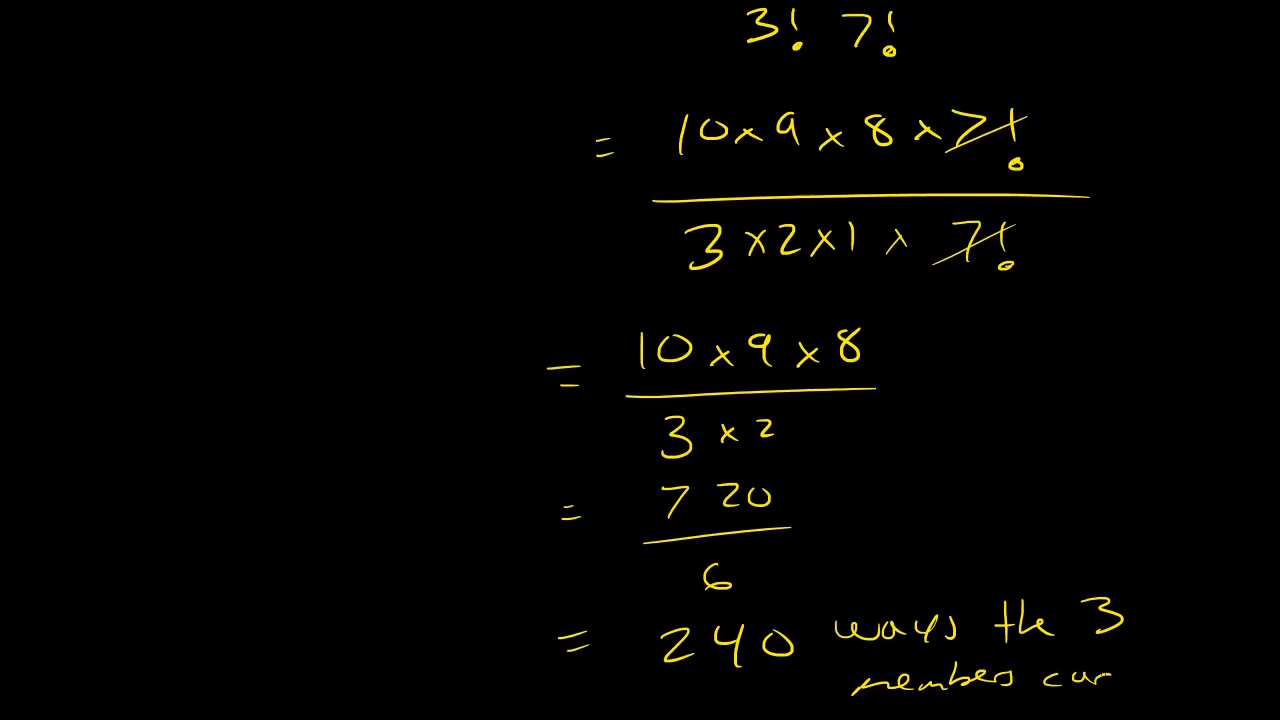 3! 7!
= 10 x 9 x 8 x 7!
3 x 2 x 1 x 7!
= 10 x 9 x 8
3 x 2
= 720
6
= 240 ways the 3
members can